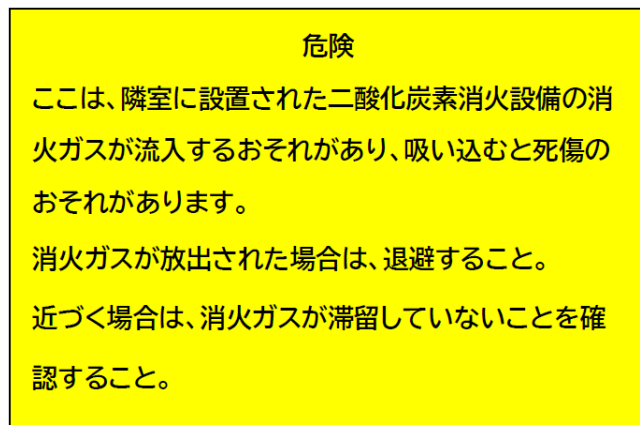 危険
ここは、隣室に設置された二酸化炭素消火設備の消
火ガスが流入するおそれがあり、吸い込むと死傷の
おそれがあります。
消火ガスが放出された場合は、退避すること。
近づく場合は、消火ガスが滞留していないことを確
認すること。